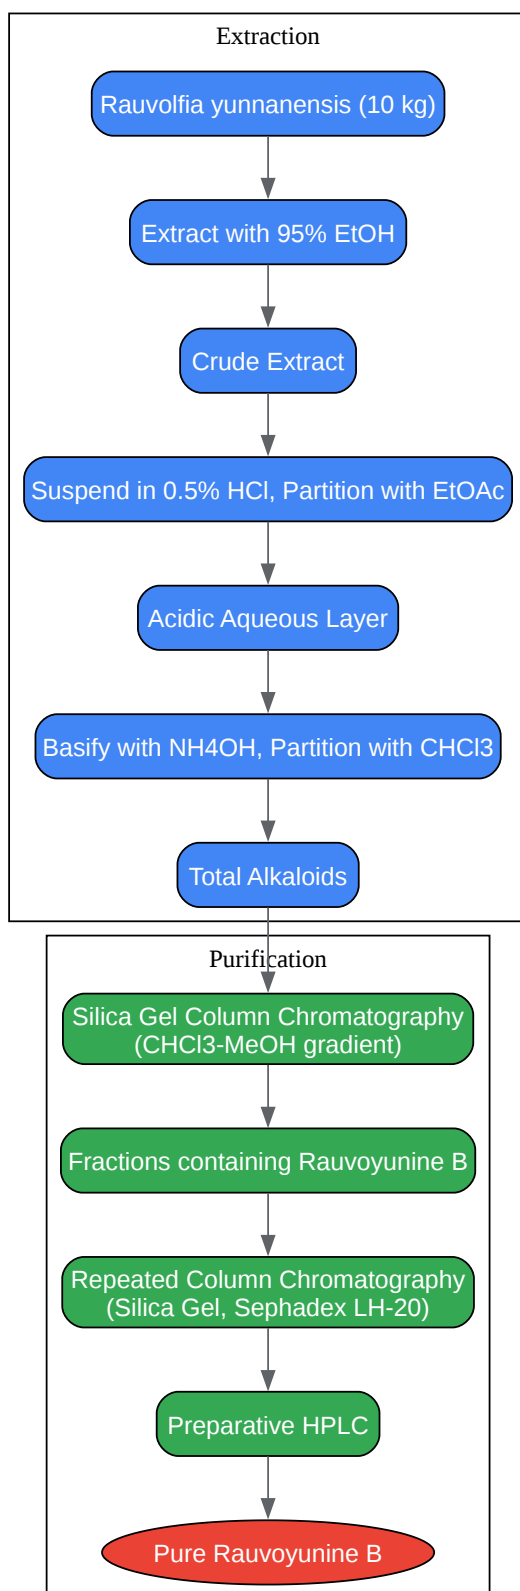 Extraction
Rauvolfia yunnanensis (10 kg)
Extract with 95% EtOH
Crude Extract
Suspend in 0.5% HCl, Partition with EtOAc
Acidic Aqueous Layer
Basify with NH4OH, Partition with CHCl3
Total Alkaloids
Purification
Silica Gel Column Chromatography
(CHCl3-MeOH gradient)
Fractions containing Rauvoyunine B
Repeated Column Chromatography
(Silica Gel, Sephadex LH-20)
Preparative HPLC
Pure Rauvoyunine B